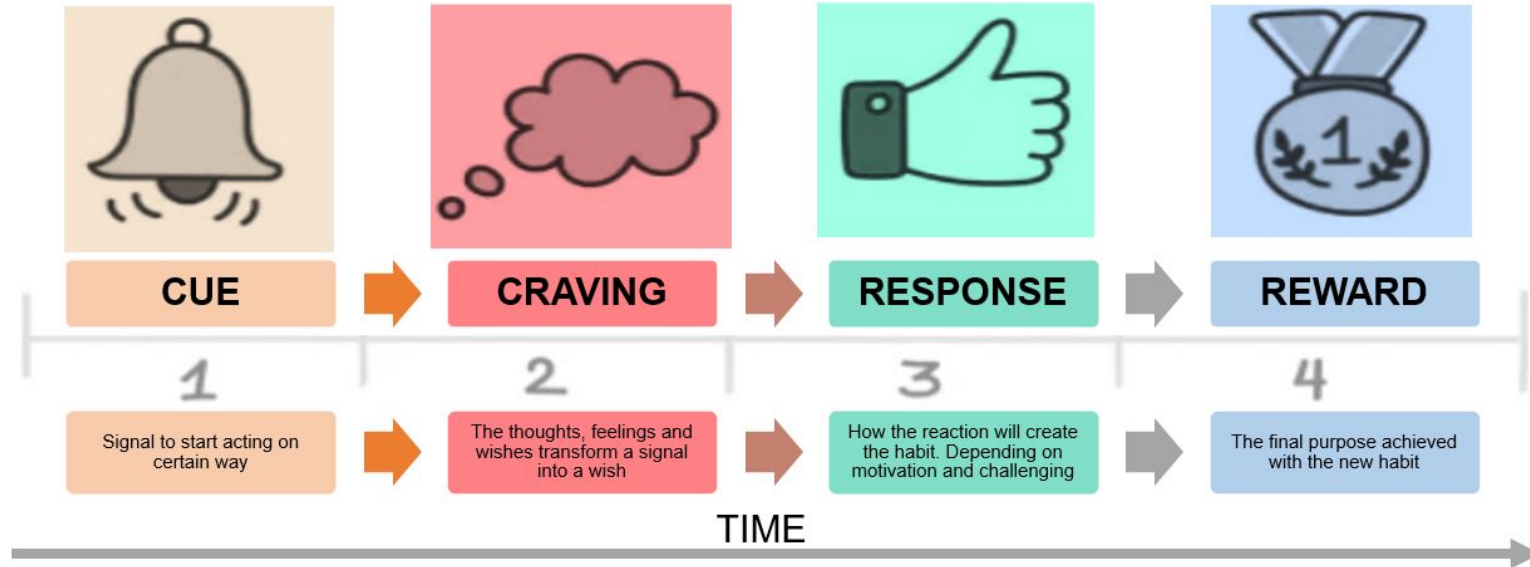 1
CUE
CRAVING
RESPONSE
REWARD
1
2
3
4
Signal to start acting on
certain way
The thoughts, feelings and
wishes transform a signal
into a wish
How the reaction will create
the habit. Depending on
motivation and challenging
The final purpose achieved
with the new habit
TIME